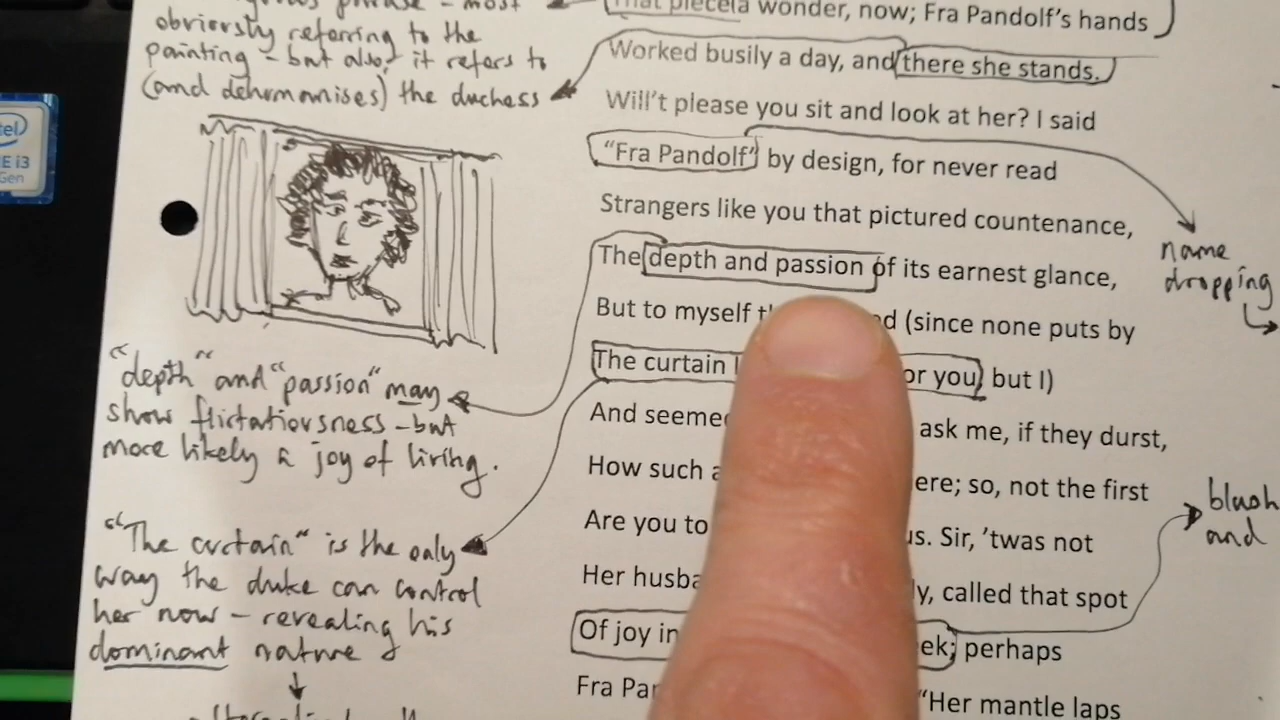 That piece a wonder, now; Fra Pandolf's hands
Worked busily a day, and there she stands.
Will't please you sit and look at her? I said
"Fra Pandolf" by design, for never read
Strangers like you that pictured countenance,
The depth and passion of its earnest glance,
But to myself (since none puts by
The curtain or you, but I)
And seemed ask me, if they durst,
How such a ere; so, not the first
Are you to us. Sir, 'twas not
Her husba y, called that spot
Of joy in ek; perhaps
Fra Pan "Her mantle laps
phrase - most
obviously referring to the
painting - but also, it refers to
(and dehumanises) the duchess
"depth" and "passion" may
show flirtatiousness - but
more likely a joy of living.
"The curtain" is the only
way the duke can control
her now - revealing his
dominant nature
name
dropping
blush
and
tel
E i3
Gen